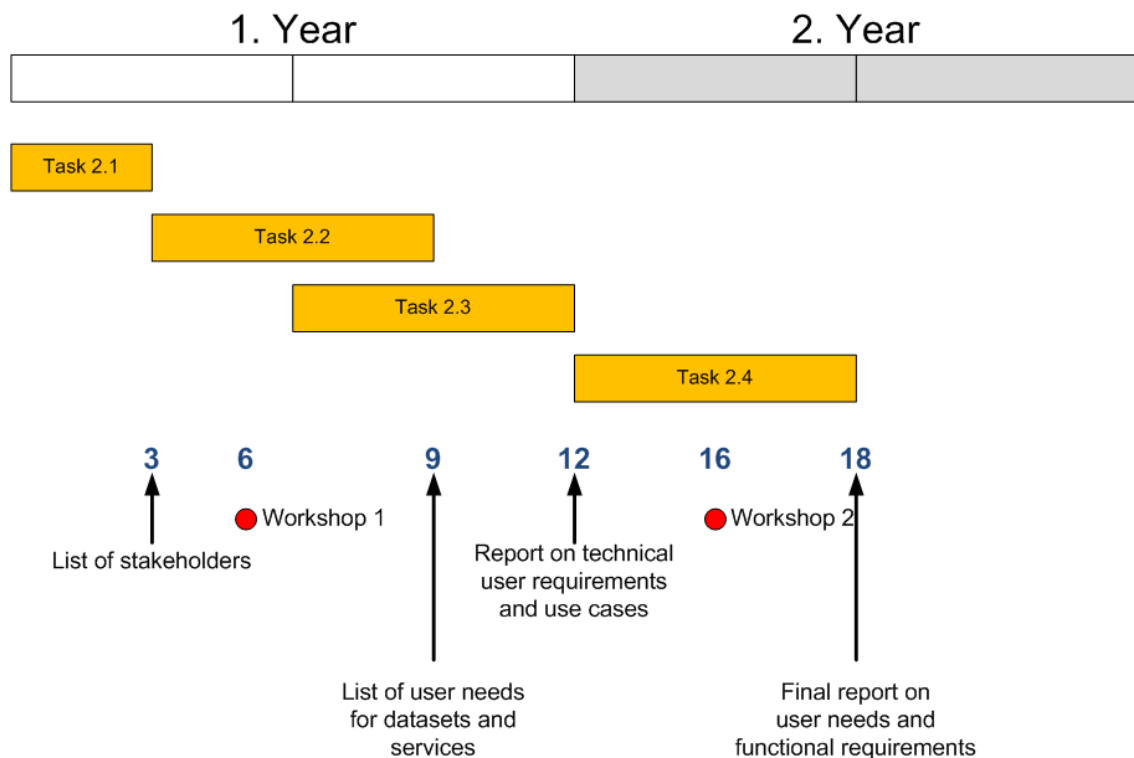 1. Year
2. Year
Task 2.1
Task 2.2
Task 2.3
Task 2.4
3
6
9
12
16
18
Workshop 1
Workshop 2
List of stakeholders
Report on technical
user requirements
and use cases
List of user needs
for datasets and
services
Final report on
user needs and
functional requirements